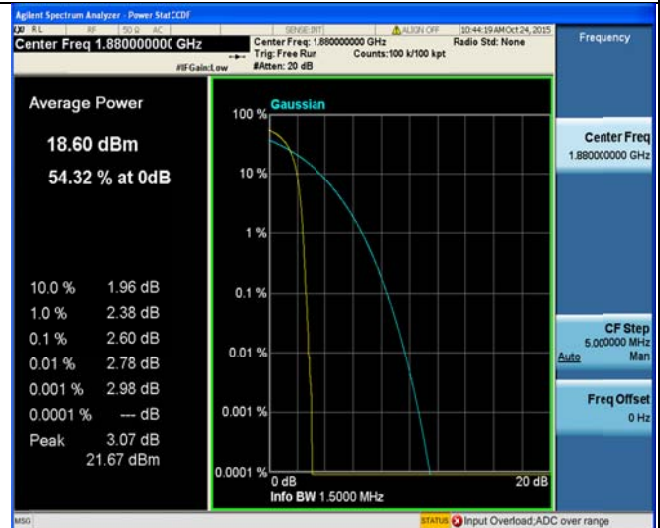 Agilent Spectrum Analyzer - Power Stat CCDF
RL RF 50 Ω AC SENSE:INT ALIGN OFF 10:44:19 AM Oct 24, 2015
Center Freq 1.880000000 GHz
Center Freq: 1.880000000 GHz
Radio Std: None
Trig: Free Run
Counts:100 k/100 kpt
#IFGain:Low
#Atten: 20 dB
Frequency
Average Power
18.60 dBm
54.32 % at 0dB
10.0 % 1.96 dB
1.0 % 2.38 dB
0.1 % 2.60 dB
0.01 % 2.78 dB
0.001 % 2.98 dB
0.0001 % --- dB
Peak 3.07 dB
21.67 dBm
Gaussian
100 %
10 %
1 %
0.1 %
0.01 %
0.001 %
0.0001 %
0 dB
20 dB
Info BW 1.5000 MHz
Center Freq
1.880000000 GHz
CF Step
5.000000 MHz
Auto Man
Freq Offset
0 Hz
MSG
STATUS Input Overload;ADC over range